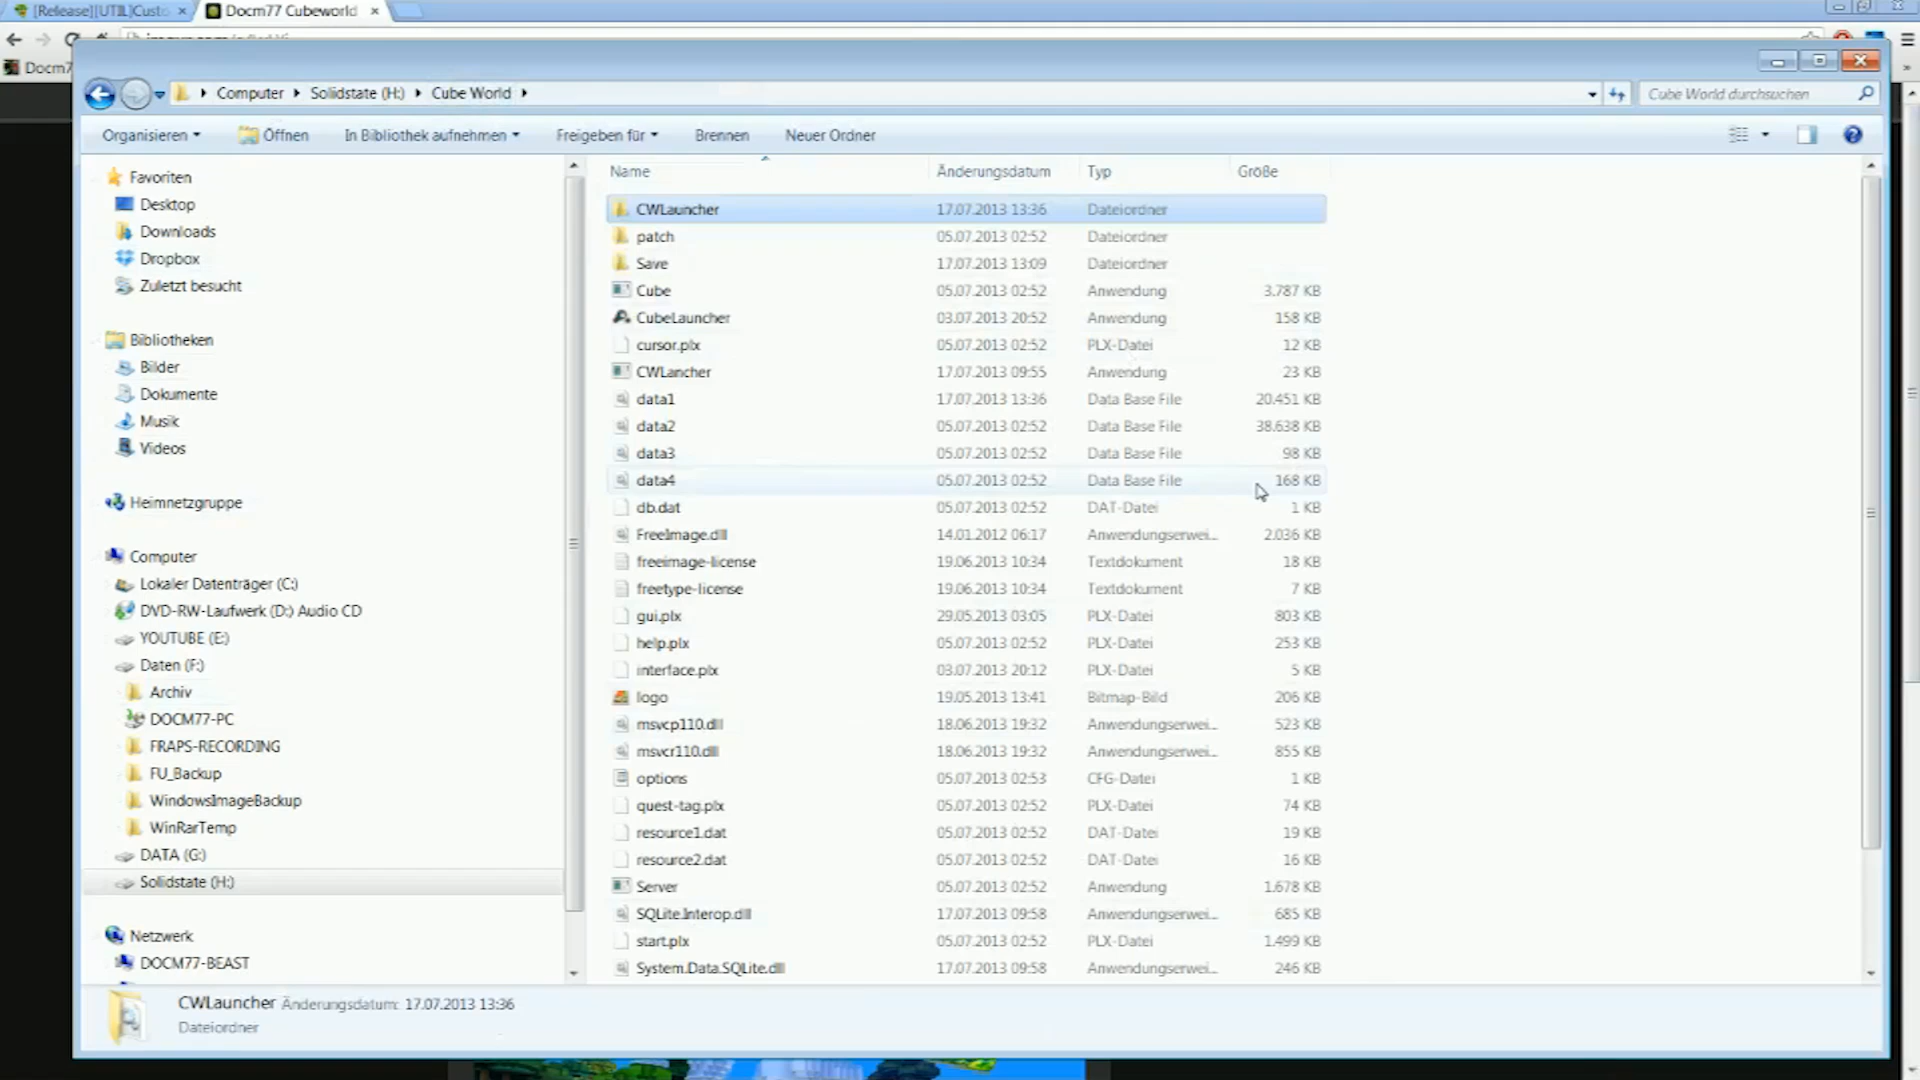 [Release][UTIL]Custo
Docm77 Cubeworld
Docm7
Computer
Solidstate (H:)
Cube World
Cube World durchsuchen
Organisieren
Öffnen
In Bibliothek aufnehmen
Freigeben für
Brennen
Neuer Ordner
Favoriten
Desktop
Downloads
Dropbox
Zuletzt besucht
Bibliotheken
Bilder
Dokumente
Musik
Videos
Heimnetzgruppe
Computer
Lokaler Datenträger (C:)
DVD-RW-Laufwerk (D:) Audio CD
YOUTUBE (E:)
Daten (F:)
Archiv
DOCM77-PC
FRAPS-RECORDING
FU_Backup
WindowsImageBackup
WinRarTemp
DATA (G:)
Solidstate (H:)
Netzwerk
DOCM77-BEAST
Name Änderungsdatum Typ Größe
CWLauncher 17.07.2013 13:36 Dateiordner
patch 05.07.2013 02:52 Dateiordner
Save 17.07.2013 13:09 Dateiordner
Cube 05.07.2013 02:52 Anwendung 3.787 KB
CubeLauncher 03.07.2013 20:52 Anwendung 158 KB
cursor.plx 05.07.2013 02:52 PLX-Datei 12 KB
CWLancher 17.07.2013 09:55 Anwendung 23 KB
data1 17.07.2013 13:36 Data Base File 20.451 KB
data2 05.07.2013 02:52 Data Base File 38.638 KB
data3 05.07.2013 02:52 Data Base File 98 KB
data4 05.07.2013 02:52 Data Base File 168 KB
db.dat 05.07.2013 02:52 DAT-Datei 1 KB
FreeImage.dll 14.01.2012 06:17 Anwendungserwei... 2.036 KB
freeimage-license 19.06.2013 10:34 Textdokument 18 KB
freetype-license 19.06.2013 10:34 Textdokument 7 KB
gui.plx 29.05.2013 03:05 PLX-Datei 803 KB
help.plx 05.07.2013 02:52 PLX-Datei 253 KB
interface.plx 03.07.2013 20:12 PLX-Datei 5 KB
logo 19.05.2013 13:41 Bitmap-Bild 206 KB
msvcp110.dll 18.06.2013 19:32 Anwendungserwei... 523 KB
msvcr110.dll 18.06.2013 19:32 Anwendungserwei... 855 KB
options 05.07.2013 02:53 CFG-Datei 1 KB
quest-tag.plx 05.07.2013 02:52 PLX-Datei 74 KB
resource1.dat 05.07.2013 02:52 DAT-Datei 19 KB
resource2.dat 05.07.2013 02:52 DAT-Datei 16 KB
Server 05.07.2013 02:52 Anwendung 1.678 KB
SQLite.Interop.dll 17.07.2013 09:58 Anwendungserwei... 685 KB
start.plx 05.07.2013 02:52 PLX-Datei 1.499 KB
System.Data.SQLite.dll 17.07.2013 09:58 Anwendungserwei... 246 KB
CWLauncher Änderungsdatum: 17.07.2013 13:36
Dateiordner